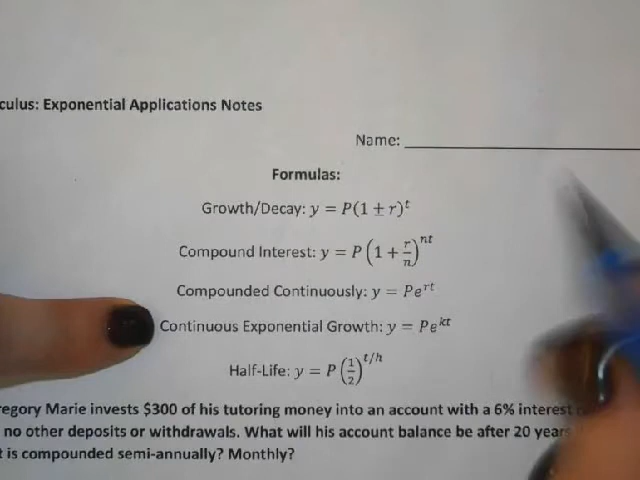 culus: Exponential Applications Notes
Name:
Formulas:
Growth/Decay: y = P(1 ± r)^t
Compound Interest: y = P(1 + r/n)^nt
Compounded Continuously: y = Pe^rt
Continuous Exponential Growth: y = Pe^kt
Half-Life: y = P(1/2)^t/h
regory Marie invests $300 of his tutoring money into an account with a 6% interest
no other deposits or withdrawals. What will his account balance be after 20 years
is compounded semi-annually? Monthly?